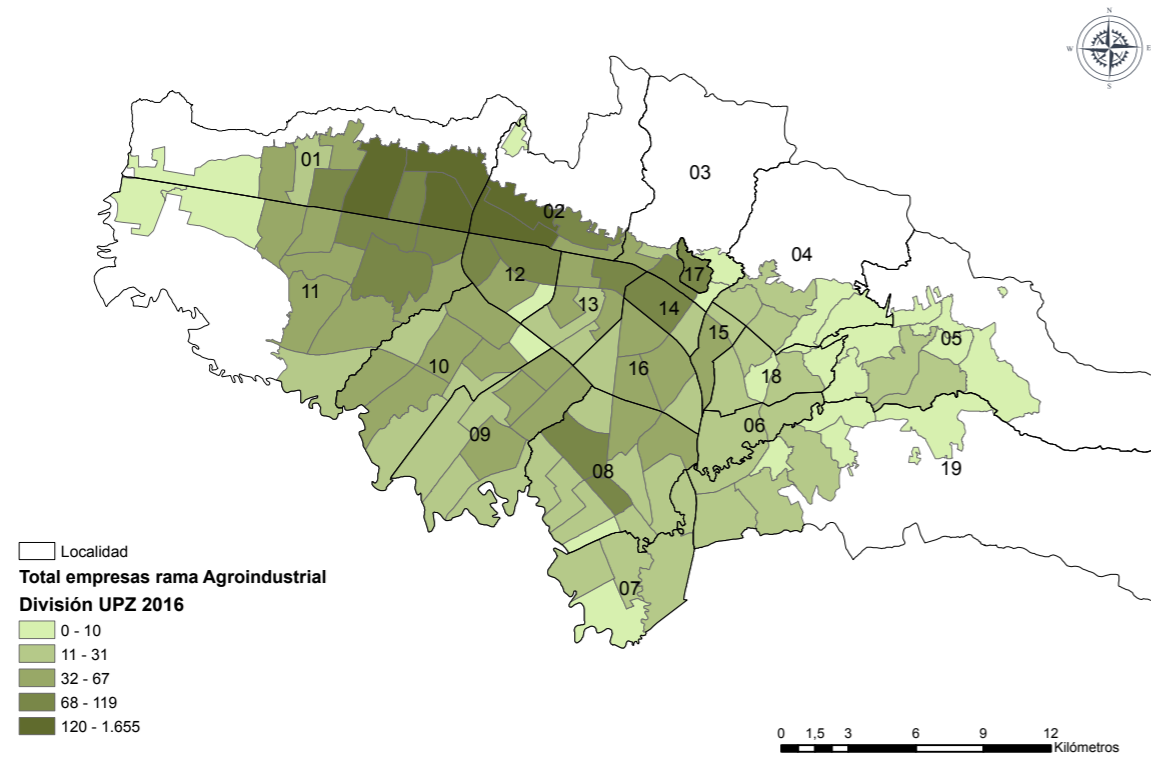 N
W E
S
01
02
03
04
05
06
07
08
09
10
11
12
13
14
15
16
17
18
19
Localidad
Total empresas rama Agroindustrial
División UPZ 2016
0 - 10
11 - 31
32 - 67
68 - 119
120 - 1.655
0 1,5 3 6 9 12
Kilómetros